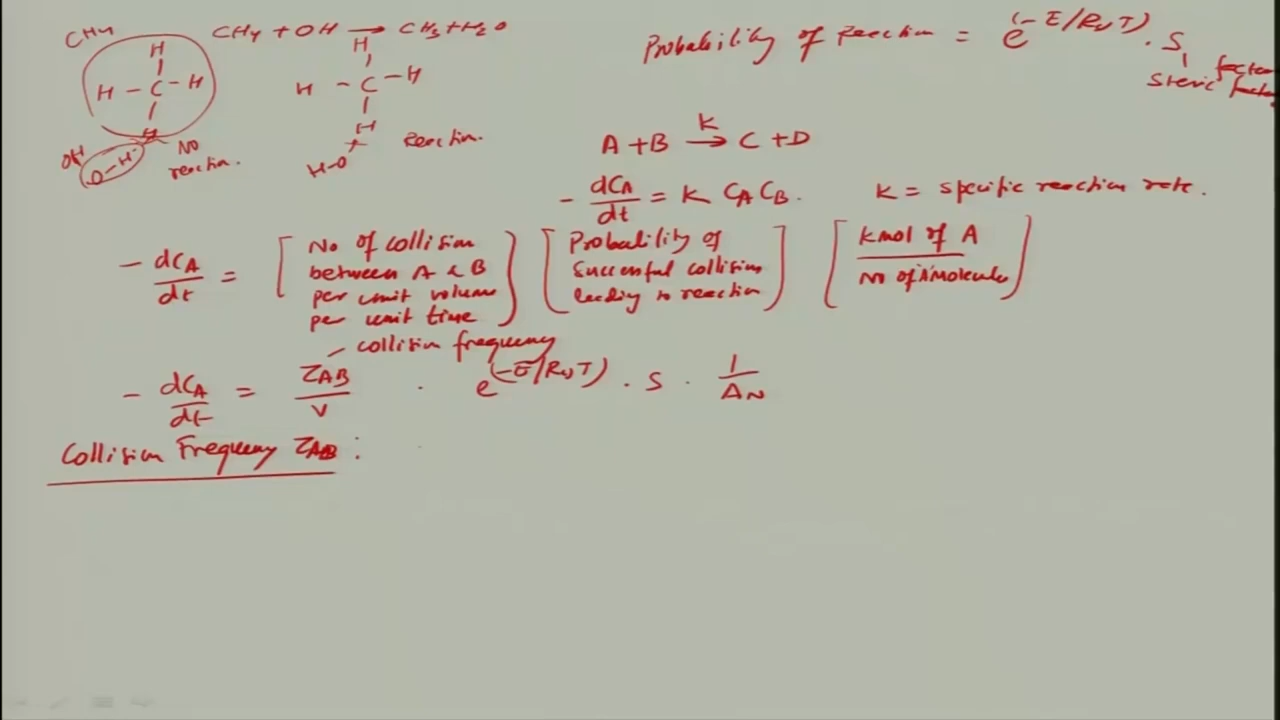 CH4
CH4 + OH → CH3 + H2O
H
H - C - H
H
OH
O-H
No
reaction.
H
H - C - H
H
H-O
Reaction.
Probability of Reaction = e^(-E/RuT) . S
Steric factor
factor
A + B →K C + D
- dCA/dt = K CA CB. K = specific reaction rate.
- dCA/dt = [No of collision between A & B per unit volume per unit time] [Probability of Successful collision leading to reaction] [kmol of A / No of 'A' molecules]
- collision frequency
- dCA/dt = ZAB/V . e^(-E/RuT) . S . 1/AN
Collision Frequency ZAB :